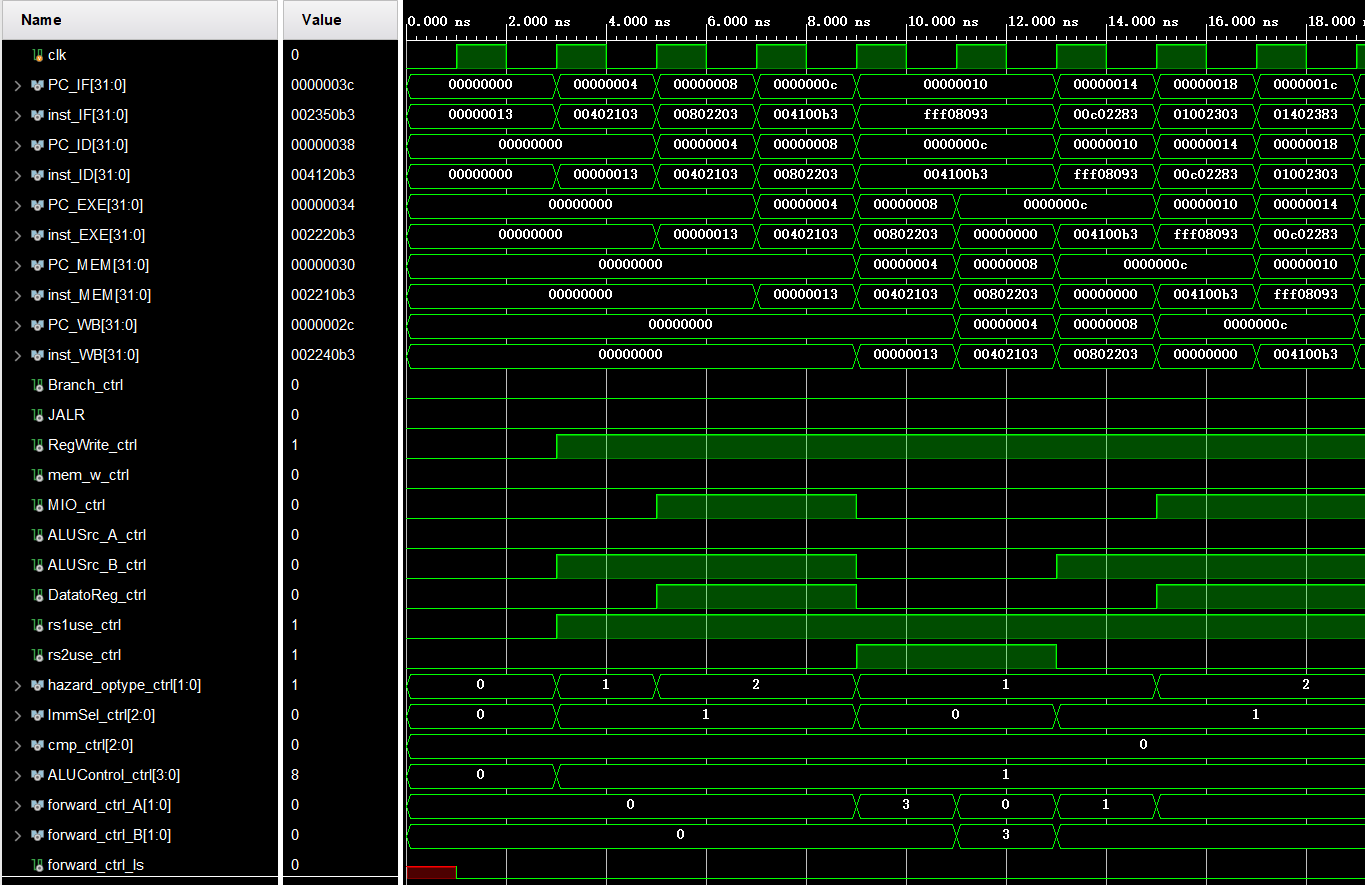 Name Value 0.000 ns 2.000 ns 4.000 ns 6.000 ns 8.000 ns 10.000 ns 12.000 ns 14.000 ns 16.000 ns 18.000
clk 0
PC_IF[31:0] 0000003c 00000000 00000004 00000008 0000000c 00000010 00000014 00000018 0000001c
inst_IF[31:0] 002350b3 00000013 00402103 00802203 004100b3 fff08093 00c02283 01002303 01402383
PC_ID[31:0] 00000038 00000000 00000004 00000008 0000000c 00000010 00000014 00000018
inst_ID[31:0] 004120b3 00000000 00000013 00402103 00802203 004100b3 fff08093 00c02283 01002303
PC_EXE[31:0] 00000034 00000000 00000004 00000008 0000000c 00000010 00000014
inst_EXE[31:0] 002220b3 00000000 00000013 00402103 00802203 00000000 004100b3 fff08093 00c02283
PC_MEM[31:0] 00000030 00000000 00000004 00000008 0000000c 00000010
inst_MEM[31:0] 002210b3 00000000 00000013 00402103 00802203 00000000 004100b3 fff08093
PC_WB[31:0] 0000002c 00000000 00000004 00000008 0000000c
inst_WB[31:0] 002240b3 00000000 00000013 00402103 00802203 00000000 004100b3
Branch_ctrl 0
JALR 0
RegWrite_ctrl 1
mem_w_ctrl 0
MIO_ctrl 0
ALUSrc_A_ctrl 0
ALUSrc_B_ctrl 0
DatatoReg_ctrl 0
rs1use_ctrl 1
rs2use_ctrl 1
hazard_optype_ctrl[1:0] 1 0 1 2 1 2
ImmSel_ctrl[2:0] 0 0 1 0 1
cmp_ctrl[2:0] 0 0
ALUControl_ctrl[3:0] 8 0 1
forward_ctrl_A[1:0] 0 0 3 0 1
forward_ctrl_B[1:0] 0 0 3
forward_ctrl_ls 0